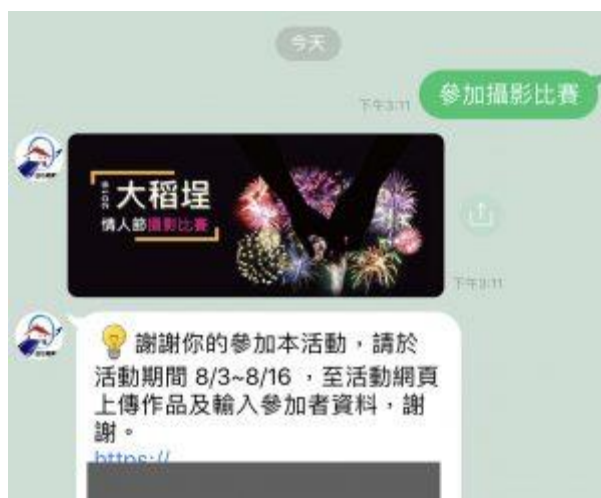 今天
參加攝影比賽
下午3:11
2019
大稻埕
情人節攝影比賽
下午3:11
謝謝你的參加本活動，請於
活動期間 8/3~8/16 ，至活動網頁
上傳作品及輸入參加者資料，謝
謝。
https://